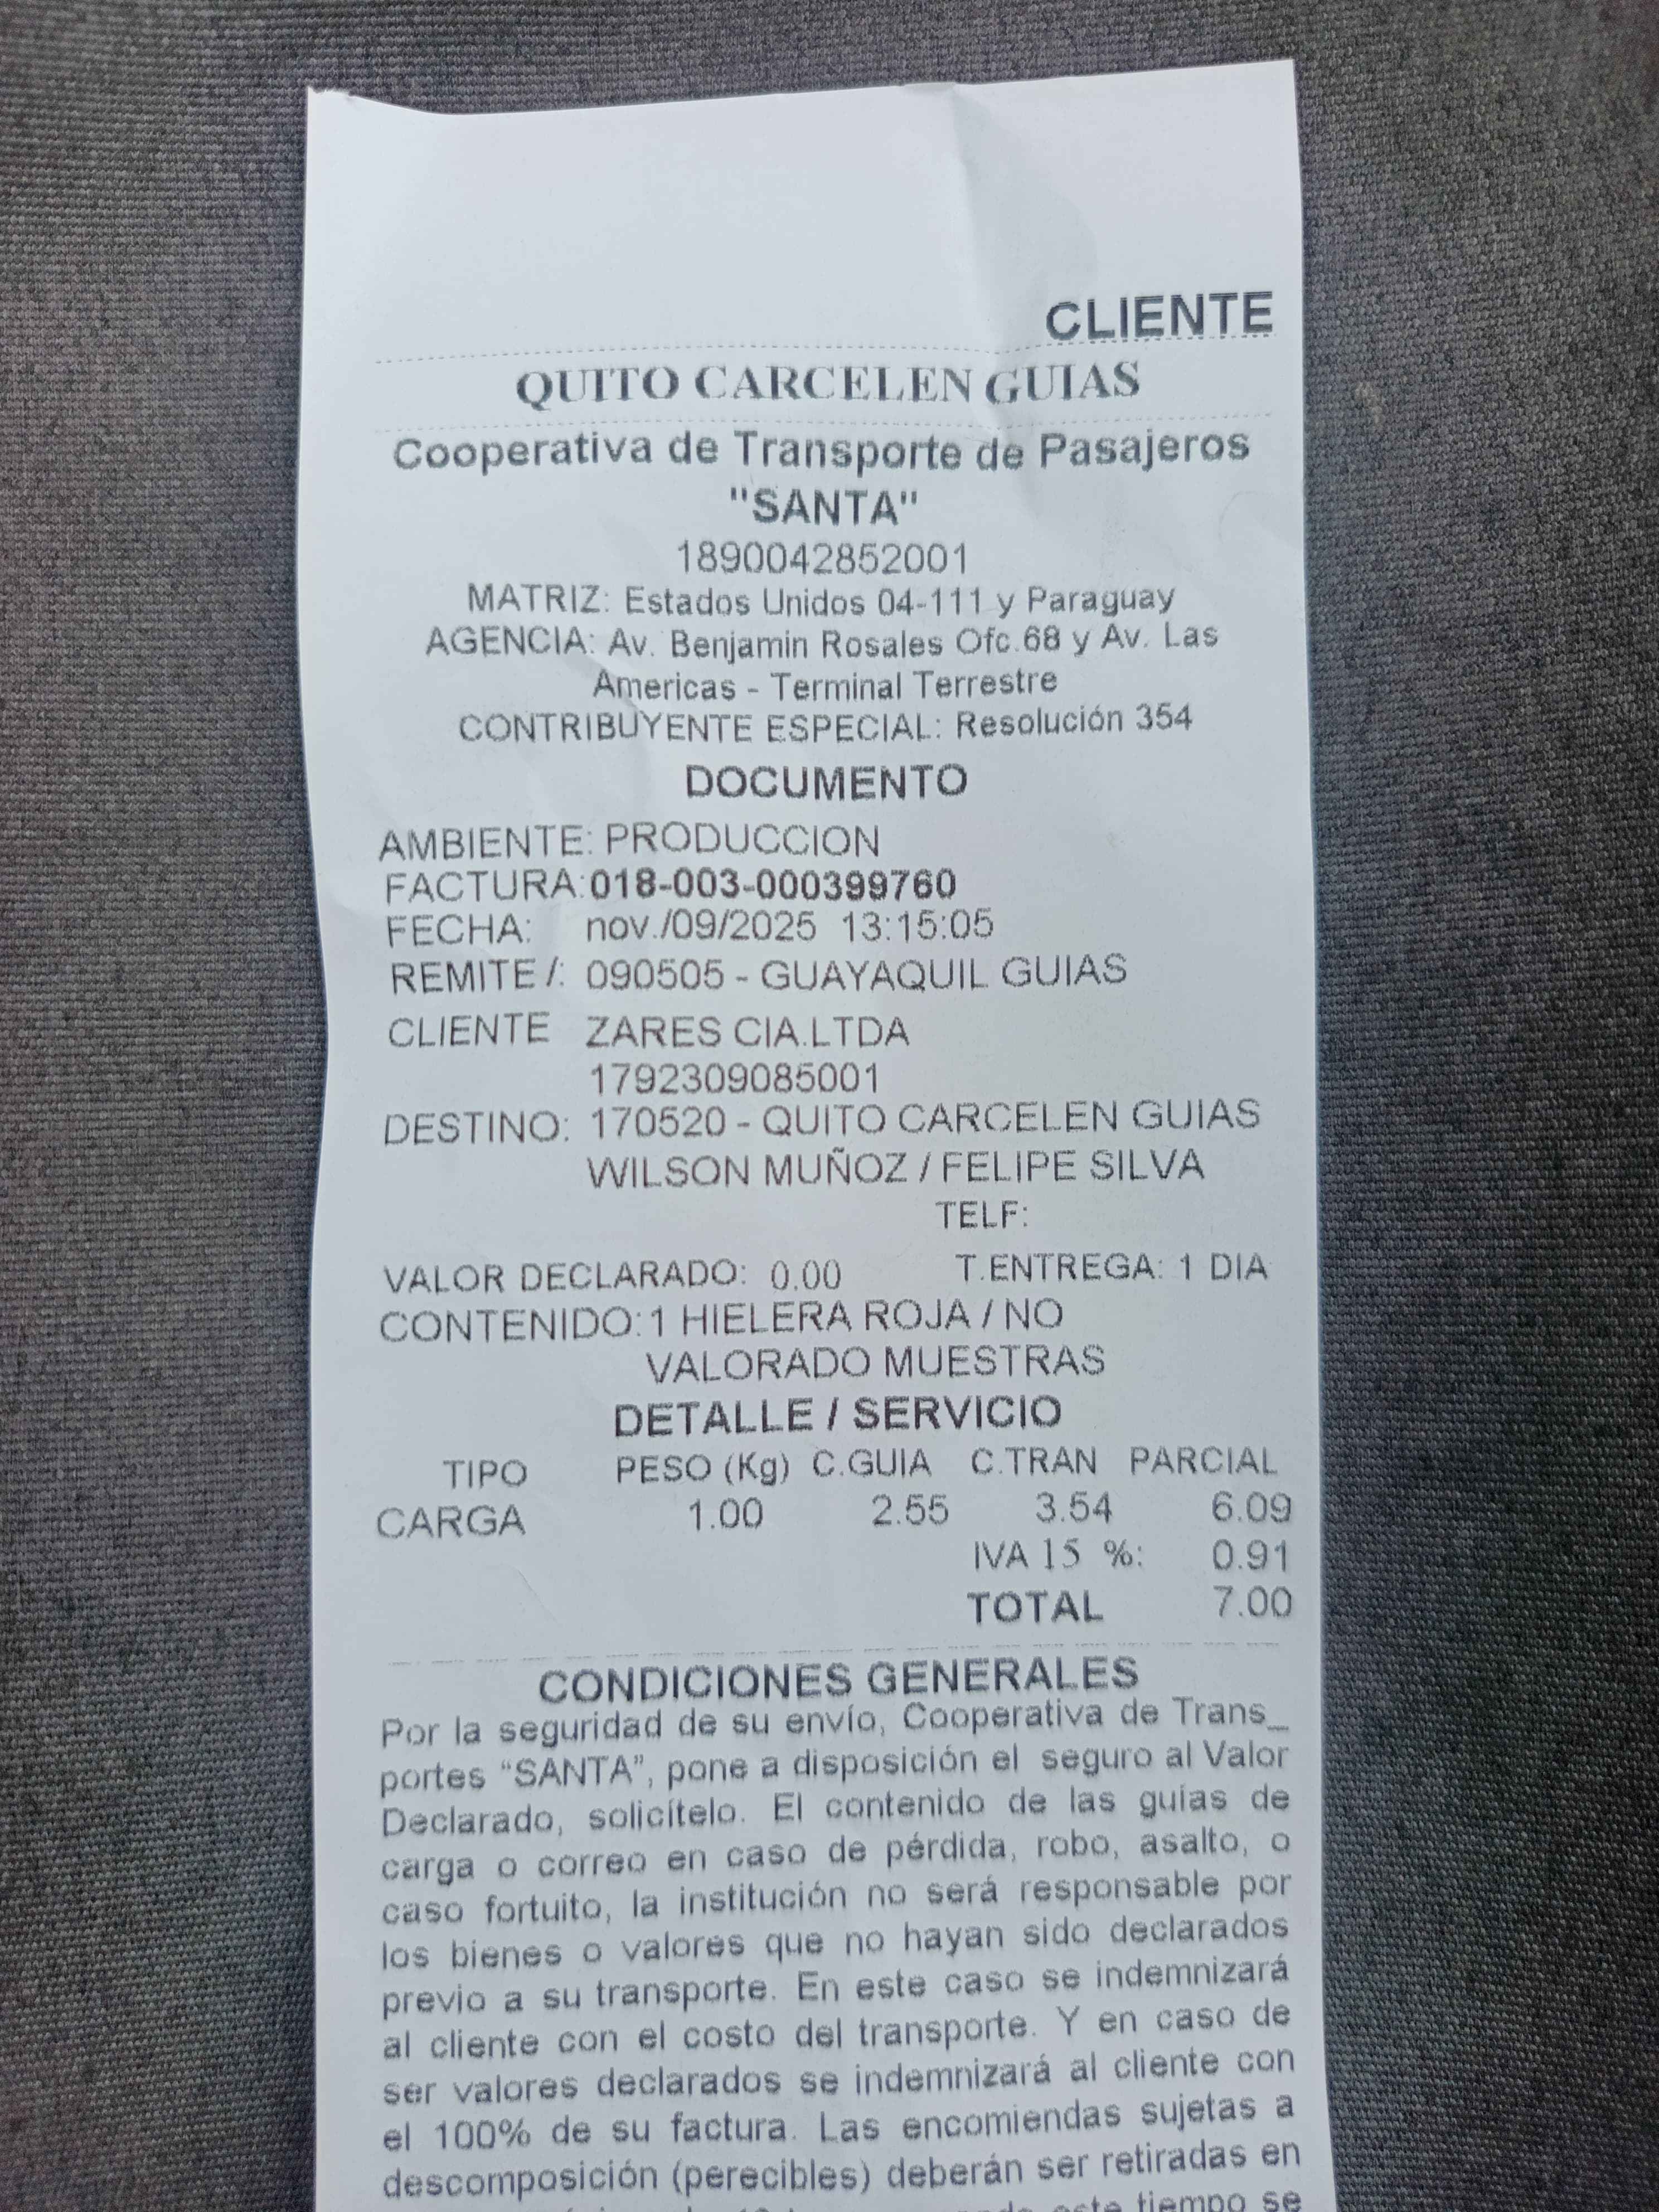 CLIENTE
QUITO CARCELEN GUIAS
Cooperativa de Transporte de Pasajeros
"SANTA"
1890042852001
MATRIZ: Estados Unidos 04-111 y Paraguay
AGENCIA: Av. Benjamin Rosales Ofc.68 y Av. Las
Americas - Terminal Terrestre
CONTRIBUYENTE ESPECIAL: Resolución 354
DOCUMENTO
AMBIENTE: PRODUCCION
FACTURA: 018-003-000399760
FECHA: nov./09/2025 13:15:05
REMITE /: 090505 - GUAYAQUIL GUIAS
CLIENTE ZARES CIA.LTDA
1792309085001
DESTINO: 170520 - QUITO CARCELEN GUIAS
WILSON MUÑOZ / FELIPE SILVA
TELF:
VALOR DECLARADO: 0.00 T.ENTREGA: 1 DIA
CONTENIDO: 1 HIELERA ROJA / NO
VALORADO MUESTRAS
DETALLE / SERVICIO
TIPO PESO (Kg) C.GUIA C.TRAN PARCIAL
CARGA 1.00 2.55 3.54 6.09
IVA 15 %: 0.91
TOTAL 7.00
CONDICIONES GENERALES
Por la seguridad de su envío, Cooperativa de Trans_
portes “SANTA”, pone a disposición el seguro al Valor
Declarado, solicítelo. El contenido de las guías de
carga o correo en caso de pérdida, robo, asalto, o
caso fortuito, la institución no será responsable por
los bienes o valores que no hayan sido declarados
previo a su transporte. En este caso se indemnizará
al cliente con el costo del transporte. Y en caso de
ser valores declarados se indemnizará al cliente con
el 100% de su factura. Las encomiendas sujetas a
descomposición (perecibles) deberán ser retiradas en
este tiempo se